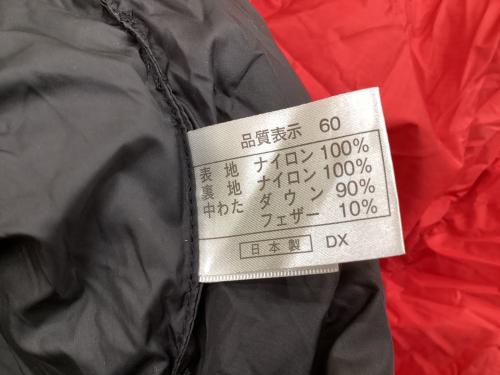 品質表示 60
表地 ナイロン 100%
裏地 ナイロン 100%
中わた ダウン 90%
フェザー 10%
日本製 DX